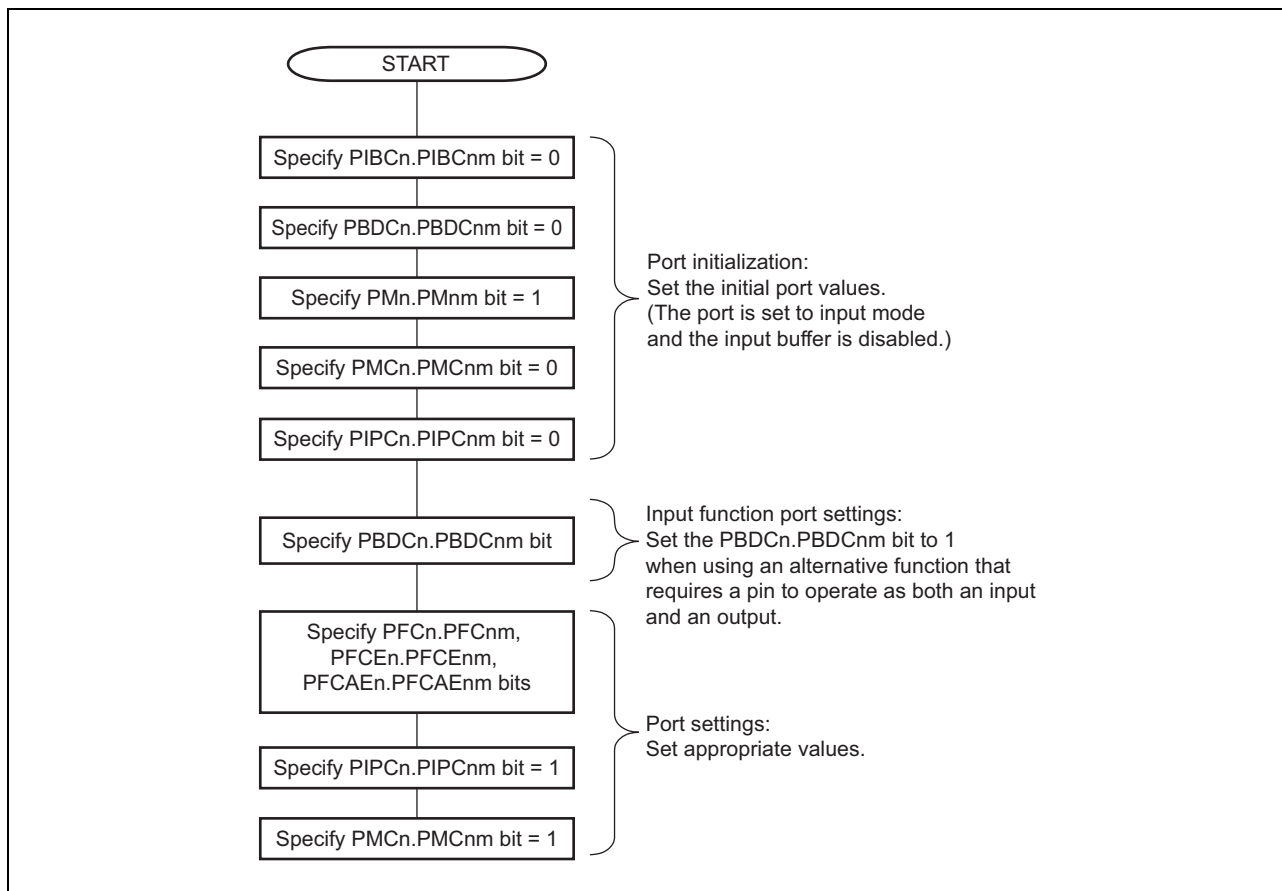 START
Specify PIBCn.PIBCnm bit = 0
Specify PBDCn.PBDCnm bit = 0
Specify PMn.PMnm bit = 1
Specify PMCn.PMCnm bit = 0
Specify PIPCn.PIPCnm bit = 0
Port initialization:
Set the initial port values.
(The port is set to input mode
and the input buffer is disabled.)
Specify PBDCn.PBDCnm bit
Input function port settings:
Set the PBDCn.PBDCnm bit to 1
when using an alternative function that
requires a pin to operate as both an input
and an output.
Specify PFCn.PFCnm,
PFCEn.PFCEnm,
PFCAEn.PFCAEnm bits
Specify PIPCn.PIPCnm bit = 1
Specify PMCn.PMCnm bit = 1
Port settings:
Set appropriate values.